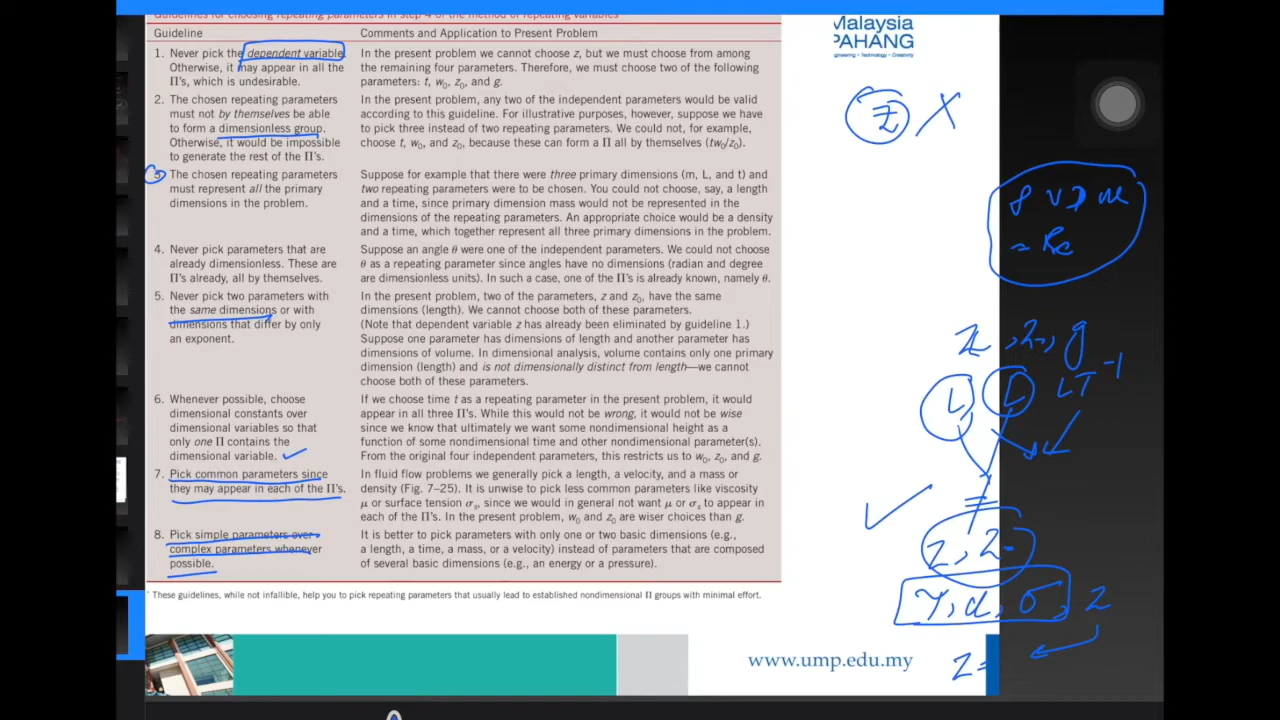 Guidelines for choosing repeating parameters in step 4 of the method of repeating variables*
Guideline
Comments and Application to Present Problem
1. Never pick the dependent variable.
Otherwise, it may appear in all the
Π's, which is undesirable.
In the present problem we cannot choose z, but we must choose from among
the remaining four parameters. Therefore, we must choose two of the following
parameters: t, w₀, z₀, and g.
2. The chosen repeating parameters
must not by themselves be able
to form a dimensionless group.
Otherwise, it would be impossible
to generate the rest of the Π's.
In the present problem, any two of the independent parameters would be valid
according to this guideline. For illustrative purposes, however, suppose we have
to pick three instead of two repeating parameters. We could not, for example,
choose t, w₀, and z₀, because these can form a Π all by themselves (tw₀/z₀).
3. The chosen repeating parameters
must represent all the primary
dimensions in the problem.
Suppose for example that there were three primary dimensions (m, L, and t) and
two repeating parameters were to be chosen. You could not choose, say, a length
and a time, since primary dimension mass would not be represented in the
dimensions of the repeating parameters. An appropriate choice would be a density
and a time, which together represent all three primary dimensions in the problem.
4. Never pick parameters that are
already dimensionless. These are
Π's already, all by themselves.
Suppose an angle θ were one of the independent parameters. We could not choose
θ as a repeating parameter since angles have no dimensions (radian and degree
are dimensionless units). In such a case, one of the Π's is already known, namely θ.
5. Never pick two parameters with
the same dimensions or with
dimensions that differ by only
an exponent.
In the present problem, two of the parameters, z and z₀, have the same
dimensions (length). We cannot choose both of these parameters.
(Note that dependent variable z has already been eliminated by guideline 1.)
Suppose one parameter has dimensions of length and another parameter has
dimensions of volume. In dimensional analysis, volume contains only one primary
dimension (length) and is not dimensionally distinct from length—we cannot
choose both of these parameters.
6. Whenever possible, choose
dimensional constants over
dimensional variables so that
only one Π contains the
dimensional variable.
If we choose time t as a repeating parameter in the present problem, it would
appear in all three Π's. While this would not be wrong, it would not be wise
since we know that ultimately we want some nondimensional height as a
function of some nondimensional time and other nondimensional parameter(s).
From the original four independent parameters, this restricts us to w₀, z₀, and g.
7. Pick common parameters since
they may appear in each of the Π's.
In fluid flow problems we generally pick a length, a velocity, and a mass or
density (Fig. 7–25). It is unwise to pick less common parameters like viscosity
μ or surface tension σₛ, since we would in general not want μ or σₛ to appear in
each of the Π's. In the present problem, w₀ and z₀ are wiser choices than g.
8. Pick simple parameters over
complex parameters whenever
possible.
It is better to pick parameters with only one or two basic dimensions (e.g.,
a length, a time, a mass, or a velocity) instead of parameters that are composed
of several basic dimensions (e.g., an energy or a pressure).
* These guidelines, while not infallible, help you to pick repeating parameters that usually lead to established nondimensional Π groups with minimal effort.
Malaysia
PAHANG
Engineering • Technology • Creativity
z
= Re
, g
L L LT⁻¹
z =
www.ump.edu.my